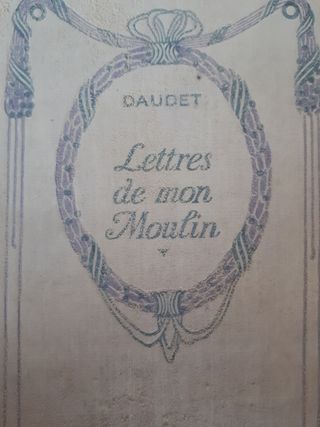 DAUDET
Lettres
de mon
Moulin